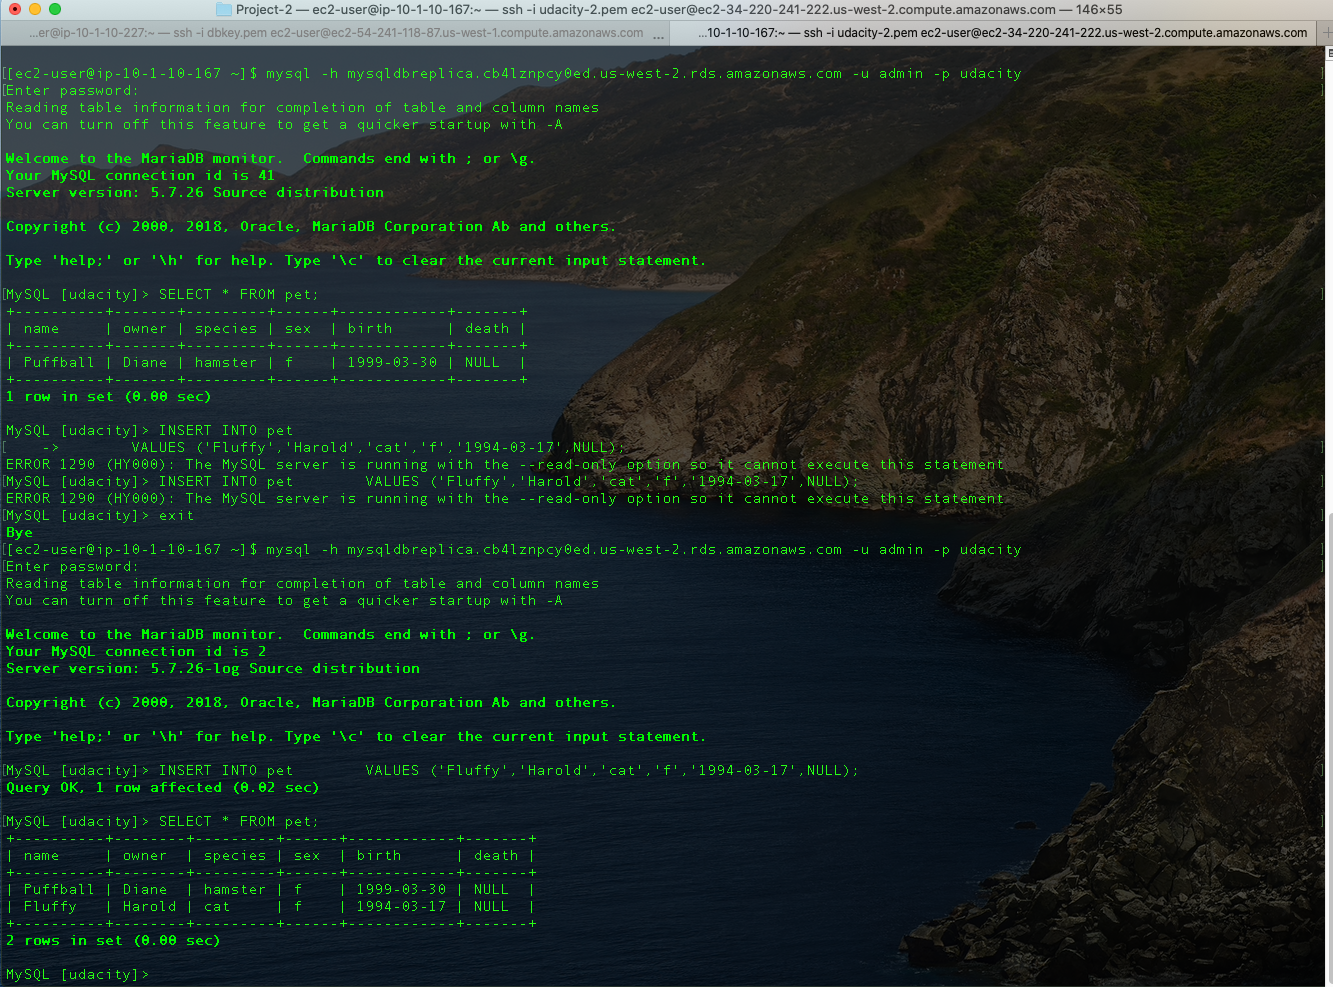 Project-2 — ec2-user@ip-10-1-10-167:~ — ssh -i udacity-2.pem ec2-user@ec2-34-220-241-222.us-west-2.compute.amazonaws.com — 146×55
...er@ip-10-1-10-227:~ — ssh -i dbkey.pem ec2-user@ec2-54-241-118-87.us-west-1.compute.amazonaws.com ... ...10-1-10-167:~ — ssh -i udacity-2.pem ec2-user@ec2-34-220-241-222.us-west-2.compute.amazonaws.com +
[[ec2-user@ip-10-1-10-167 ~]$ mysql -h mysqldbreplica.cb4lznpcy0ed.us-west-2.rds.amazonaws.com -u admin -p udacity ]
[Enter password: ]
Reading table information for completion of table and column names
You can turn off this feature to get a quicker startup with -A
Welcome to the MariaDB monitor.  Commands end with ; or \g.
Your MySQL connection id is 41
Server version: 5.7.26 Source distribution
Copyright (c) 2000, 2018, Oracle, MariaDB Corporation Ab and others.
Type 'help;' or '\h' for help. Type '\c' to clear the current input statement.
[MySQL [udacity]> SELECT * FROM pet; ]
+----------+-------+---------+------+------------+-------+
| name     | owner | species | sex  | birth      | death |
+----------+-------+---------+------+------------+-------+
| Puffball | Diane | hamster | f    | 1999-03-30 | NULL  |
+----------+-------+---------+------+------------+-------+
1 row in set (0.00 sec)
MySQL [udacity]> INSERT INTO pet
[    ->        VALUES ('Fluffy','Harold','cat','f','1994-03-17',NULL); ]
ERROR 1290 (HY000): The MySQL server is running with the --read-only option so it cannot execute this statement
[MySQL [udacity]> INSERT INTO pet        VALUES ('Fluffy','Harold','cat','f','1994-03-17',NULL); ]
ERROR 1290 (HY000): The MySQL server is running with the --read-only option so it cannot execute this statement
[MySQL [udacity]> exit ]
Bye
[[ec2-user@ip-10-1-10-167 ~]$ mysql -h mysqldbreplica.cb4lznpcy0ed.us-west-2.rds.amazonaws.com -u admin -p udacity ]
[Enter password: ]
Reading table information for completion of table and column names
You can turn off this feature to get a quicker startup with -A
Welcome to the MariaDB monitor.  Commands end with ; or \g.
Your MySQL connection id is 2
Server version: 5.7.26-log Source distribution
Copyright (c) 2000, 2018, Oracle, MariaDB Corporation Ab and others.
Type 'help;' or '\h' for help. Type '\c' to clear the current input statement.
[MySQL [udacity]> INSERT INTO pet        VALUES ('Fluffy','Harold','cat','f','1994-03-17',NULL); ]
Query OK, 1 row affected (0.02 sec)
[MySQL [udacity]> SELECT * FROM pet; ]
+----------+--------+---------+------+------------+-------+
| name     | owner  | species | sex  | birth      | death |
+----------+--------+---------+------+------------+-------+
| Puffball | Diane  | hamster | f    | 1999-03-30 | NULL  |
| Fluffy   | Harold | cat     | f    | 1994-03-17 | NULL  |
+----------+--------+---------+------+------------+-------+
2 rows in set (0.00 sec)
MySQL [udacity]>